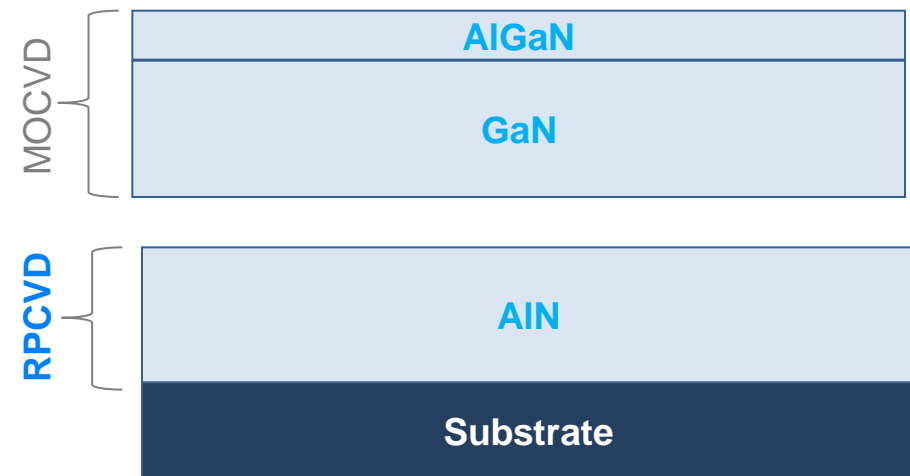 MOCVD
AlGaN
GaN
RPCVD
AlN
Substrate